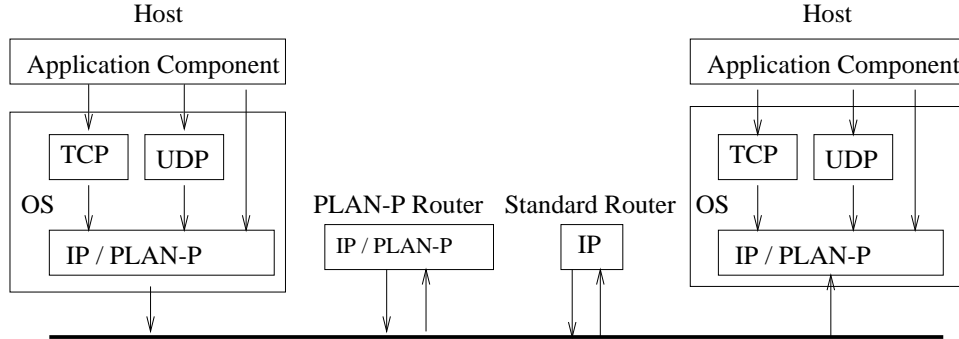 Host
Host
Application Component
Application Component
TCP
UDP
TCP
UDP
OS
PLAN-P Router
Standard Router
OS
IP / PLAN-P
IP / PLAN-P
IP
IP / PLAN-P